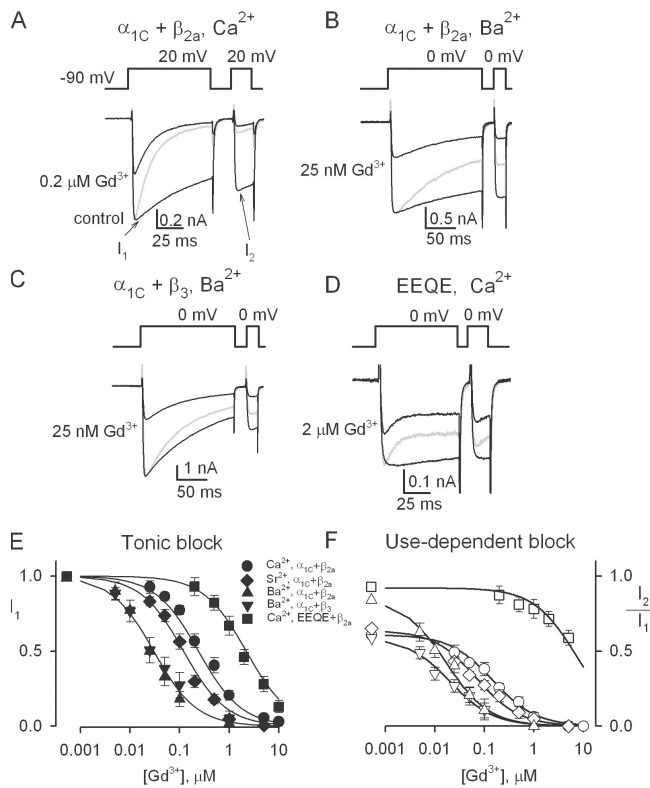 A
α1C + β2a, Ca2+
20 mV 20 mV
-90 mV
0.2 μM Gd3+
control
0.2 nA
25 ms
I1
I2
B
α1C + β2a, Ba2+
0 mV 0 mV
25 nM Gd3+
0.5 nA
50 ms
C
α1C + β3, Ba2+
0 mV 0 mV
25 nM Gd3+
1 nA
50 ms
D
EEQE, Ca2+
0 mV 0 mV
2 μM Gd3+
0.1 nA
25 ms
E
Tonic block
Ca2+, α1C+β2a
Sr2+, α1C+β2a
Ba2+, α1C+β2a
Ba2+, α1C+β3
Ca2+, EEQE+β2a
1.0
0.5
0.0
I1
0.001 0.01 0.1 1 10
[Gd3+], μM
F
Use-dependent block
1.0
0.5
0.0
I2
I1
0.001 0.01 0.1 1 10
[Gd3+], μM